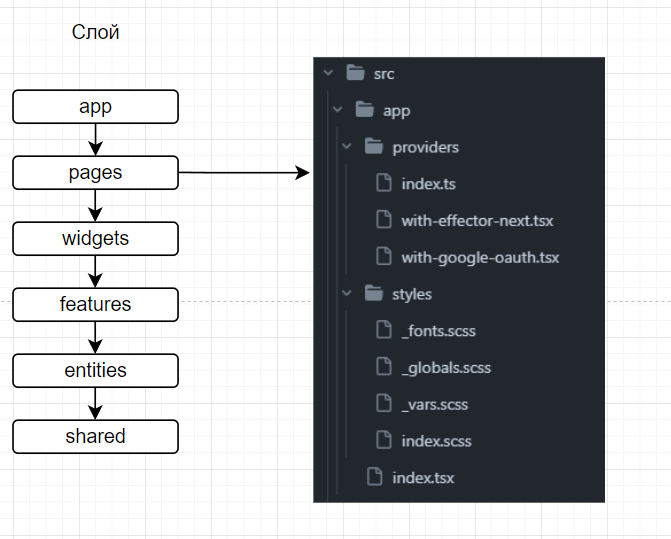 Слой
app
pages
widgets
features
entities
shared
src
app
providers
index.ts
with-effector-next.tsx
with-google-oauth.tsx
styles
_fonts.scss
_globals.scss
_vars.scss
index.scss
index.tsx